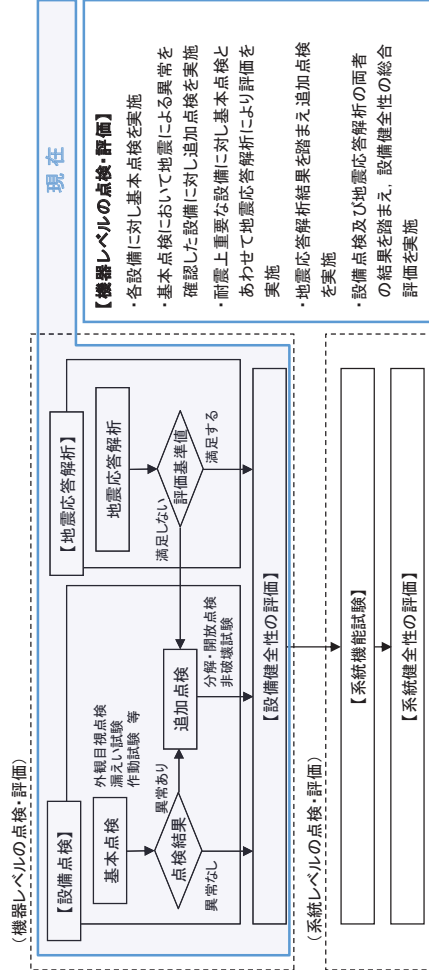 （機器レベルの点検・評価）
【設備点検】
基本点検
外観目視点検
漏えい試験
作動試験 等
点検結果
異常あり
異常なし
追加点検
分解・開放点検
非破壊試験
【地震応答解析】
地震応答解析
評価基準値
満足しない
満足する
【設備健全性の評価】
（系統レベルの点検・評価）
【系統機能試験】
【系統健全性の評価】
現在
【機器レベルの点検・評価】
・各設備に対し基本点検を実施
・基本点検において地震による異常を
確認した設備に対し追加点検を実施
・耐震上重要な設備に対し基本点検と
あわせて地震応答解析により評価を
実施
・地震応答解析結果を踏まえ追加点検
を実施
・設備点検及び地震応答解析の両者
の結果を踏まえ，設備健全性の総合
評価を実施